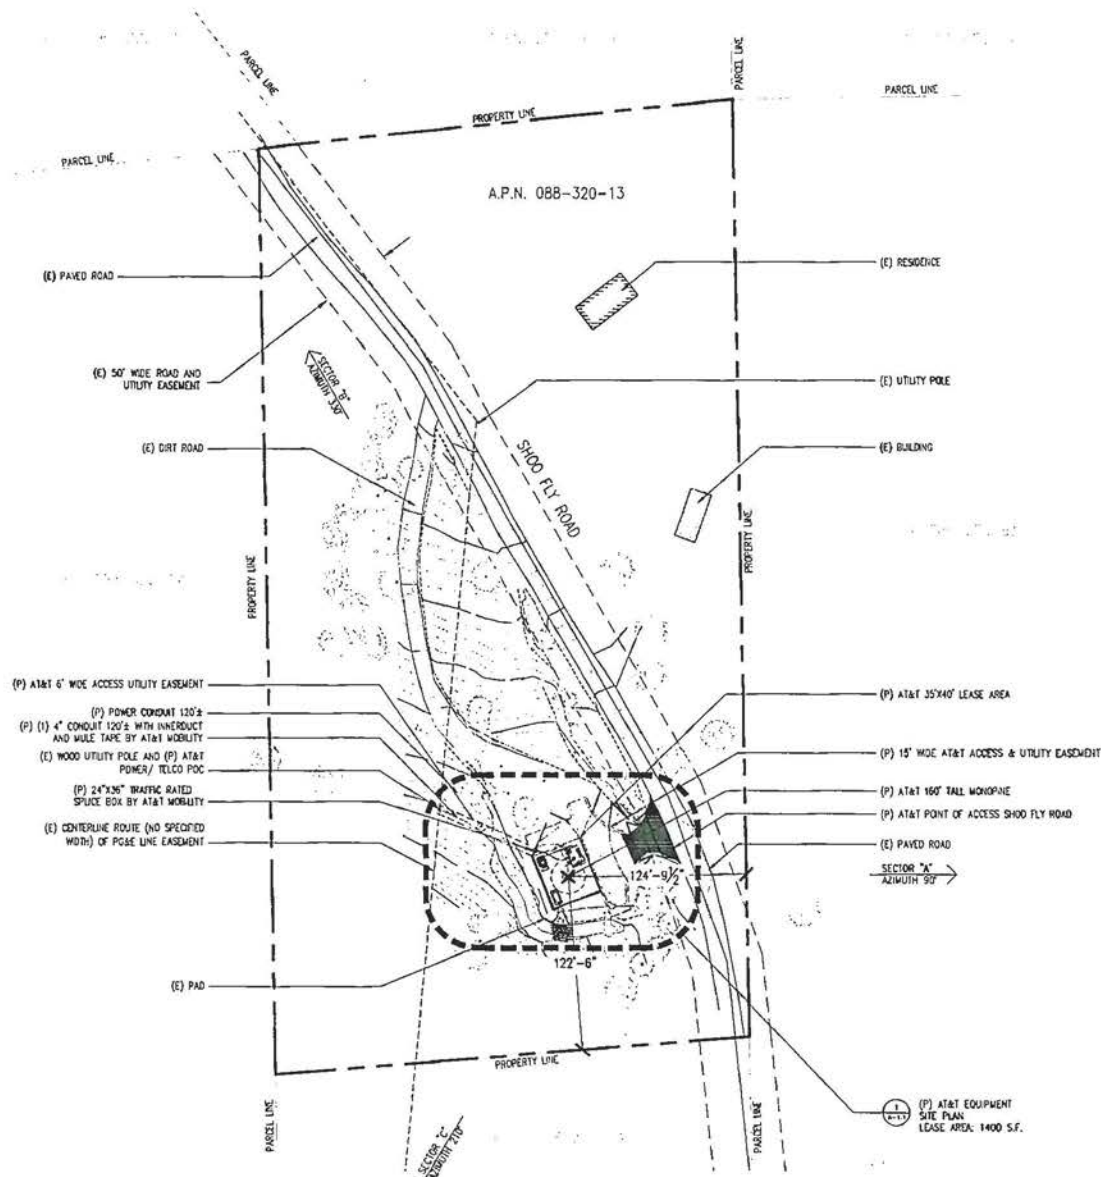 PARCEL LINE
PARCEL LINE
PROPERTY LINE
PARCEL LINE
PARCEL LINE
A.P.N. 088-320-13
(E) PAVED ROAD
(E) RESIDENCE
(E) 50' WIDE ROAD AND
UTILITY EASEMENT
SECTOR "B"
AZIMUTH 330°
(E) UTILITY POLE
(E) DIRT ROAD
SHOO FLY ROAD
(E) BUILDING
PROPERTY LINE
PROPERTY LINE
(P) AT&T 6' WIDE ACCESS UTILITY EASEMENT
(P) POWER CONDUIT 120'±
(P) (1) 4" CONDUIT 120'± WITH INNERDUCT
AND MULE TAPE BY AT&T MOBILITY
(E) WOOD UTILITY POLE AND (P) AT&T
POWER/ TELCO POC
(P) 24"X36" TRAFFIC RATED
SPLICE BOX BY AT&T MOBILITY
(E) CENTERLINE ROUTE (NO SPECIFIED
WIDTH) OF PG&E LINE EASEMENT
(P) AT&T 35'X40' LEASE AREA
(P) 15' WIDE AT&T ACCESS & UTILITY EASEMENT
(P) AT&T 160' TALL MONOPINE
(P) AT&T POINT OF ACCESS SHOO FLY ROAD
(E) PAVED ROAD
SECTOR "A"
AZIMUTH 90°
124'-9½"
122'-6"
(E) PAD
PROPERTY LINE
PARCEL LINE
SECTOR "C"
AZIMUTH 210°
PARCEL LINE
1
(P) AT&T EQUIPMENT
SITE PLAN
LEASE AREA: 1400 S.F.